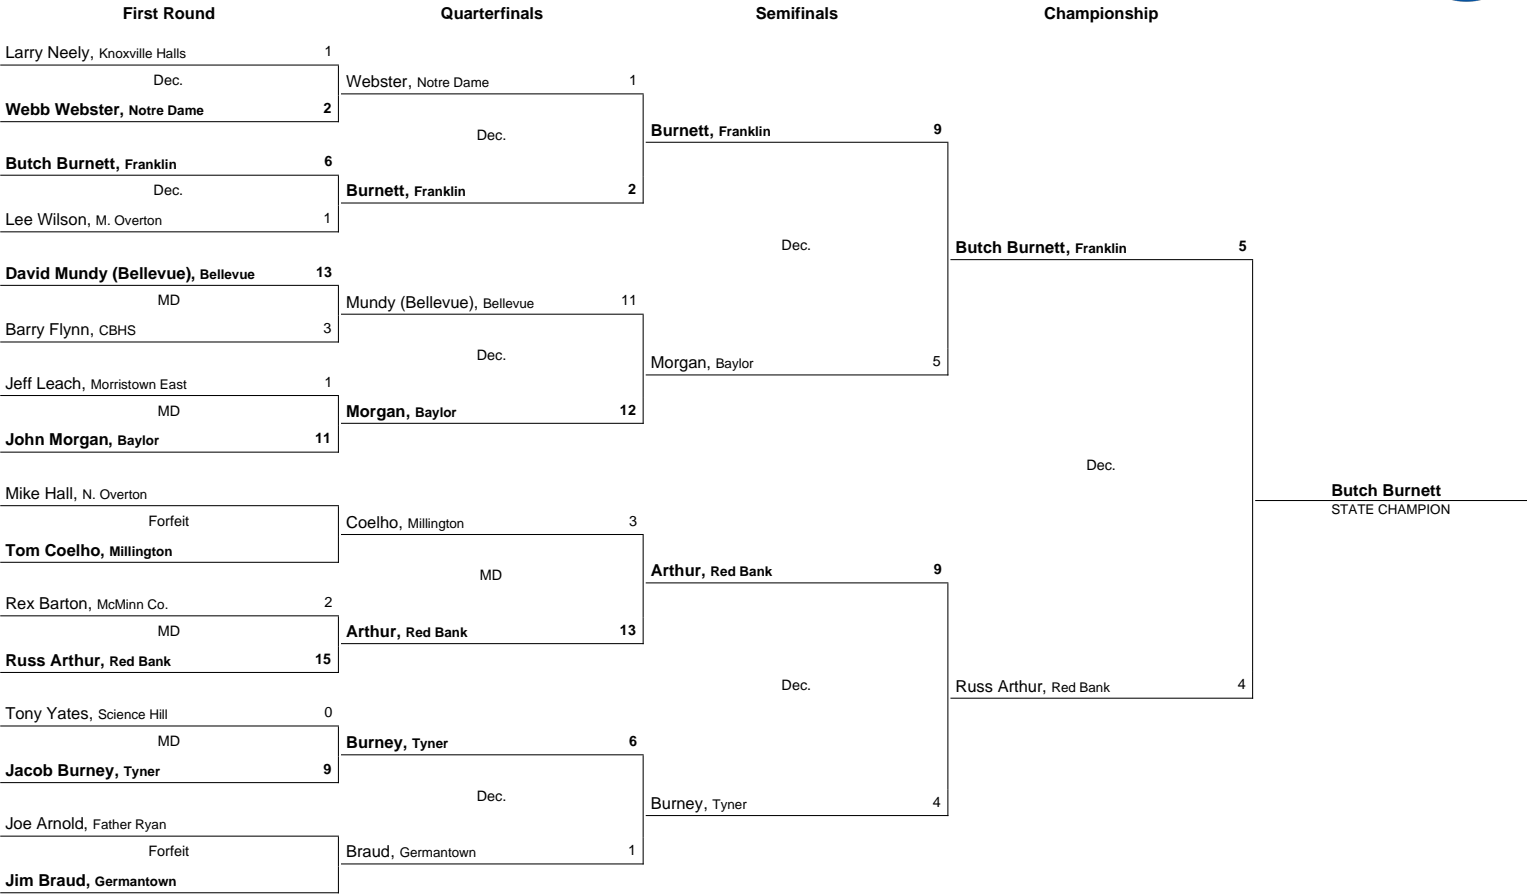 First Round Quarterfinals Semifinals Championship
Larry Neely, Knoxville Halls 1
Dec.
Webb Webster, Notre Dame 2
Butch Burnett, Franklin 6
Dec.
Lee Wilson, M. Overton 1
David Mundy (Bellevue), Bellevue 13
MD
Barry Flynn, CBHS 3
Jeff Leach, Morristown East 1
MD
John Morgan, Baylor 11
Mike Hall, N. Overton
Forfeit
Tom Coelho, Millington
Rex Barton, McMinn Co. 2
MD
Russ Arthur, Red Bank 15
Tony Yates, Science Hill 0
MD
Jacob Burney, Tyner 9
Joe Arnold, Father Ryan
Forfeit
Jim Braud, Germantown
Webster, Notre Dame 1
Dec.
Burnett, Franklin 2
Mundy (Bellevue), Bellevue 11
Dec.
Morgan, Baylor 12
Coelho, Millington 3
MD
Arthur, Red Bank 13
Burney, Tyner 6
Dec.
Braud, Germantown 1
Burnett, Franklin 9
Dec.
Morgan, Baylor 5
Arthur, Red Bank 9
Dec.
Burney, Tyner 4
Butch Burnett, Franklin 5
Dec.
Russ Arthur, Red Bank 4
Butch Burnett
STATE CHAMPION